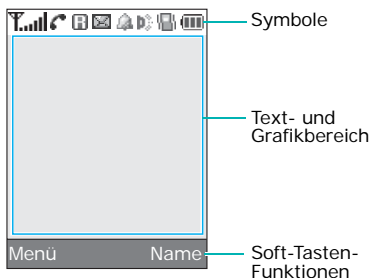 Symbole
Text- und
Grafikbereich
Menü Name
Soft-Tasten-
Funktionen